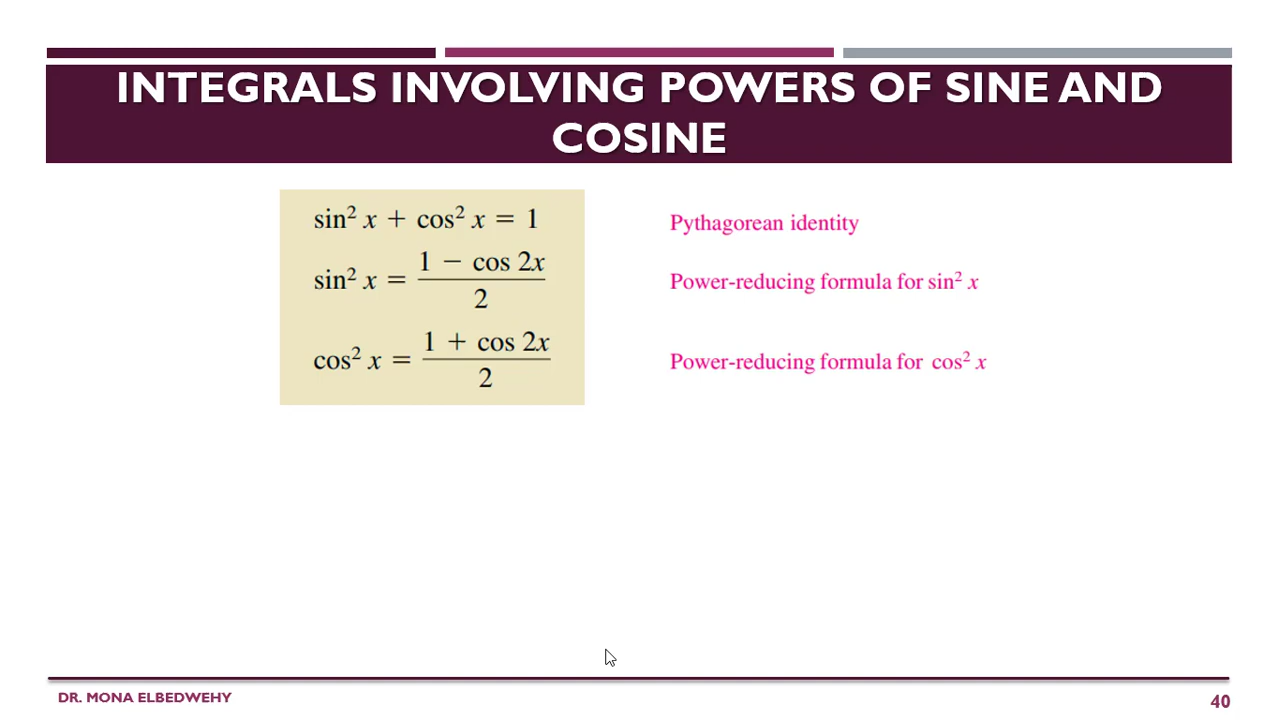 INTEGRALS INVOLVING POWERS OF SINE AND
COSINE
sin² x + cos² x = 1 Pythagorean identity
sin² x = (1 − cos 2x)/2 Power-reducing formula for sin² x
cos² x = (1 + cos 2x)/2 Power-reducing formula for cos² x
DR. MONA ELBEDWEHY 40